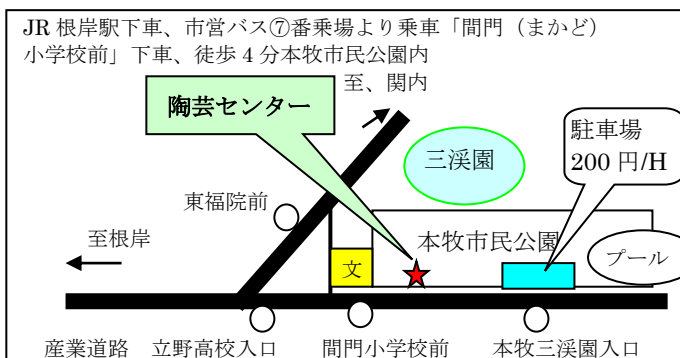 JR 根岸駅下車、市営バス⑦番乗場より乗車「間門（まかど）
小学校前」下車、徒歩 4 分本牧市民公園内
至、関内
陶芸センター
駐車場
200 円/H
三渓園
東福院前
至根岸
本牧市民公園
文
プール
産業道路
立野高校入口
間門小学校前
本牧三渓園入口